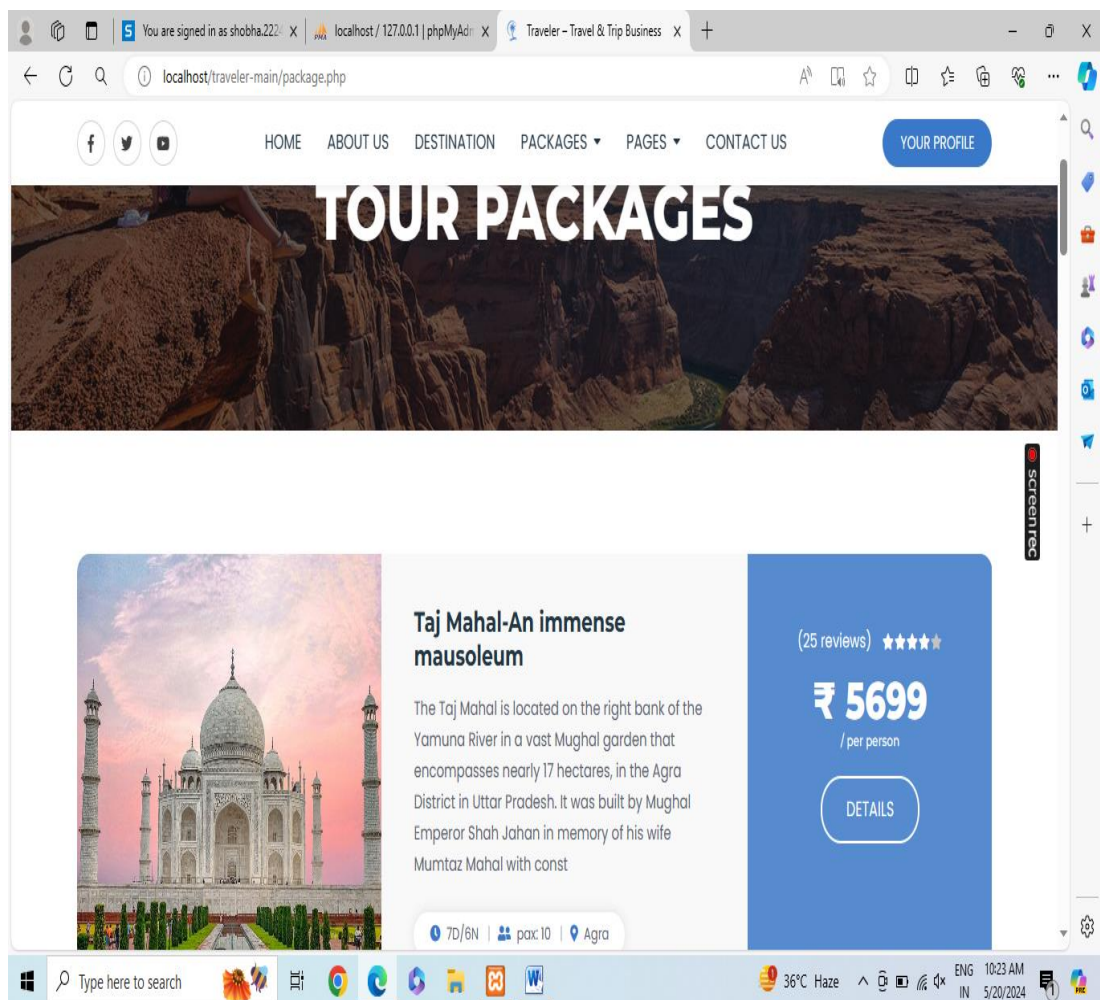 S You are signed in as shobha.222
PMA localhost / 127.0.0.1 | phpMyAdr
Traveler – Travel & Trip Business
localhost/traveler-main/package.php
HOME ABOUT US DESTINATION PACKAGES PAGES CONTACT US YOUR PROFILE
TOUR PACKAGES
screenrec
Taj Mahal-An immense
mausoleum
The Taj Mahal is located on the right bank of the
Yamuna River in a vast Mughal garden that
encompasses nearly 17 hectares, in the Agra
District in Uttar Pradesh. It was built by Mughal
Emperor Shah Jahan in memory of his wife
Mumtaz Mahal with const
7D/6N | pax: 10 | Agra
(25 reviews)
₹ 5699
/ per person
DETAILS
Type here to search
36°C Haze
ENG
IN
10:23 AM
5/20/2024